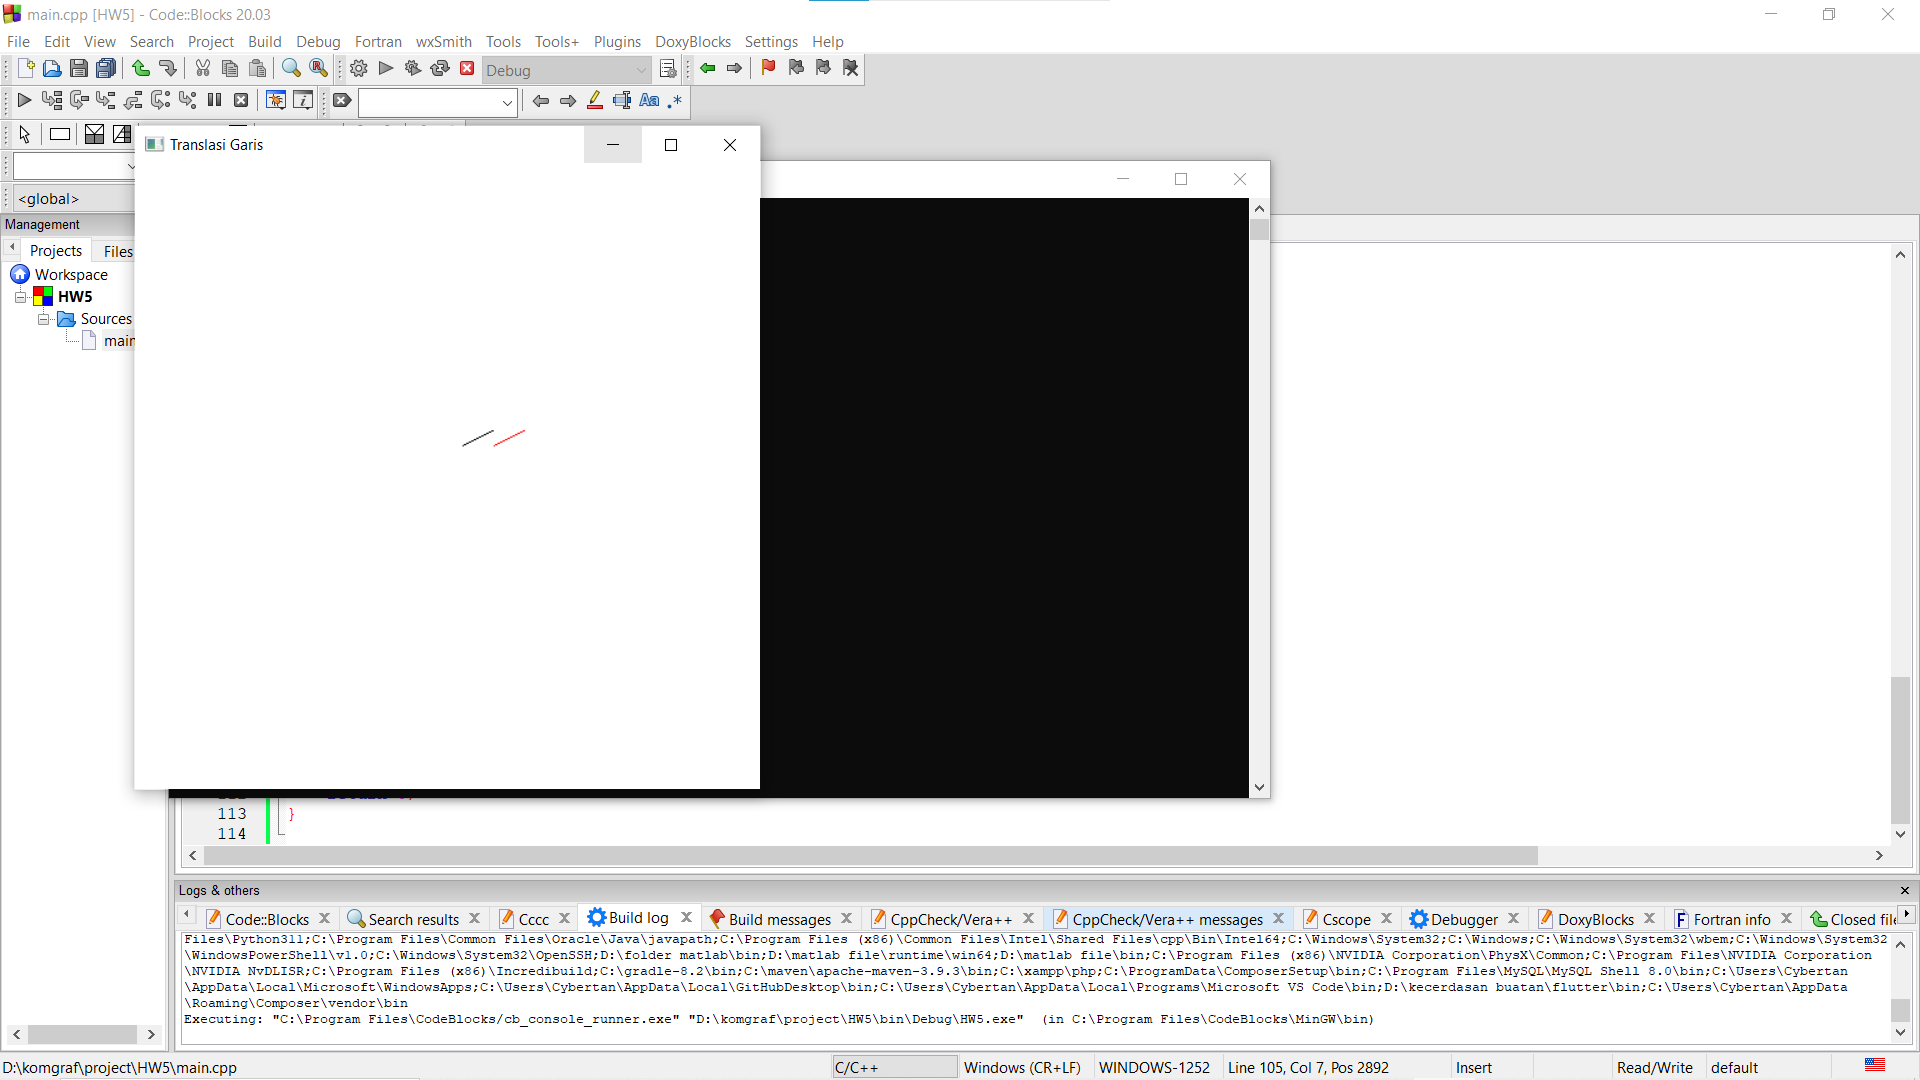 main.cpp [HW5] - Code::Blocks 20.03
File Edit View Search Project Build Debug Fortran wxSmith Tools Tools+ Plugins DoxyBlocks Settings Help
Debug
Aa .*
Translasi Garis
<global>
Management
Projects Files
Workspace
HW5
Sources
main
113 }
114
Logs & others
Code::Blocks Search results Cccc Build log Build messages CppCheck/Vera++ CppCheck/Vera++ messages Cscope Debugger DoxyBlocks Fortran info Closed file
Files\Python311;C:\Program Files\Common Files\Oracle\Java\javapath;C:\Program Files (x86)\Common Files\Intel\Shared Files\cpp\Bin\Intel64;C:\Windows\System32;C:\Windows;C:\Windows\System32\wbem;C:\Windows\System32
\WindowsPowerShell\v1.0;C:\Windows\System32\OpenSSH;D:\folder matlab\bin;D:\matlab file\runtime\win64;D:\matlab file\bin;C:\Program Files (x86)\NVIDIA Corporation\PhysX\Common;C:\Program Files\NVIDIA Corporation
\NVIDIA NvDLISR;C:\Program Files (x86)\Incredibuild;C:\gradle-8.2\bin;C:\maven\apache-maven-3.9.3\bin;C:\xampp\php;C:\ProgramData\ComposerSetup\bin;C:\Program Files\MySQL\MySQL Shell 8.0\bin;C:\Users\Cybertan
\AppData\Local\Microsoft\WindowsApps;C:\Users\Cybertan\AppData\Local\GitHubDesktop\bin;C:\Users\Cybertan\AppData\Local\Programs\Microsoft VS Code\bin;D:\kecerdasan buatan\flutter\bin;C:\Users\Cybertan\AppData
\Roaming\Composer\vendor\bin
Executing: "C:\Program Files\CodeBlocks/cb_console_runner.exe" "D:\komgraf\project\HW5\bin\Debug\HW5.exe" (in C:\Program Files\CodeBlocks\MinGW\bin)
D:\komgraf\project\HW5\main.cpp C/C++ Windows (CR+LF) WINDOWS-1252 Line 105, Col 7, Pos 2892 Insert Read/Write default